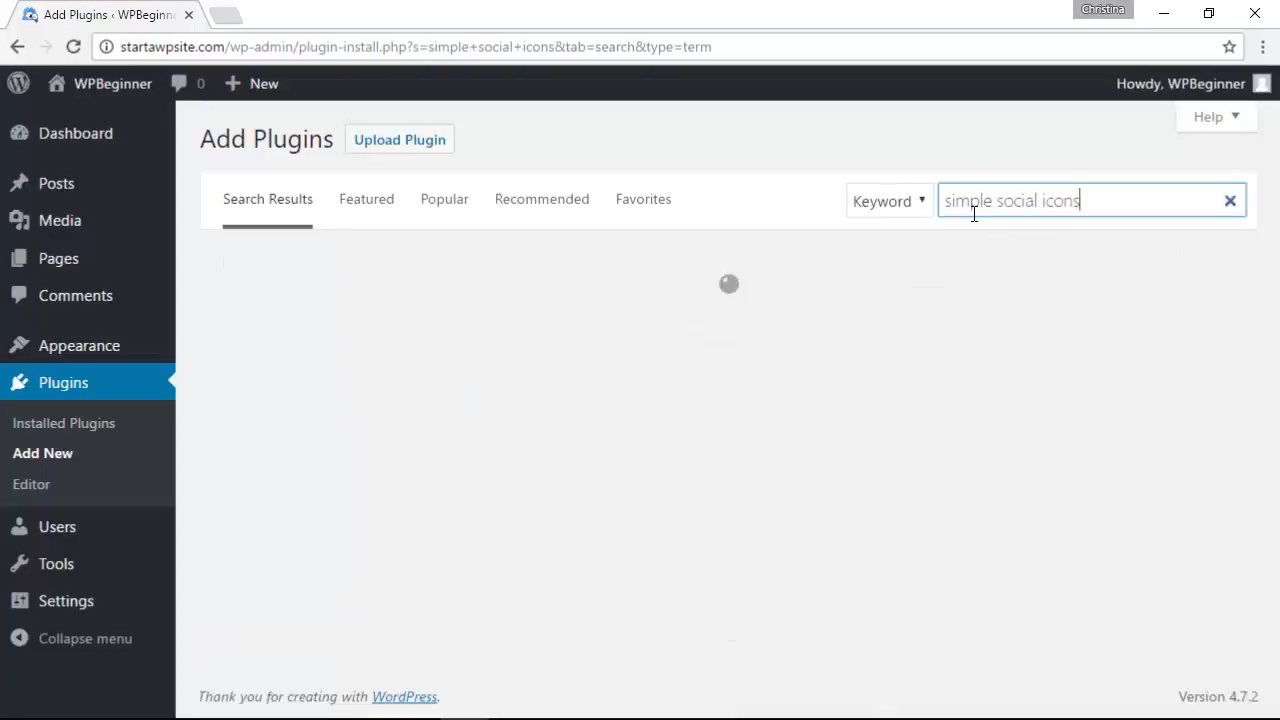 Add Plugins ‹ WPBeginn
Christina
startawpsite.com/wp-admin/plugin-install.php?s=simple+social+icons&tab=search&type=term
WPBeginner 0 New Howdy, WPBeginner
Dashboard
Posts
Media
Pages
Comments
Appearance
Plugins
Installed Plugins
Add New
Editor
Users
Tools
Settings
Collapse menu
Help
Add Plugins Upload Plugin
Search Results Featured Popular Recommended Favorites Keyword simple social icons
Thank you for creating with WordPress. Version 4.7.2